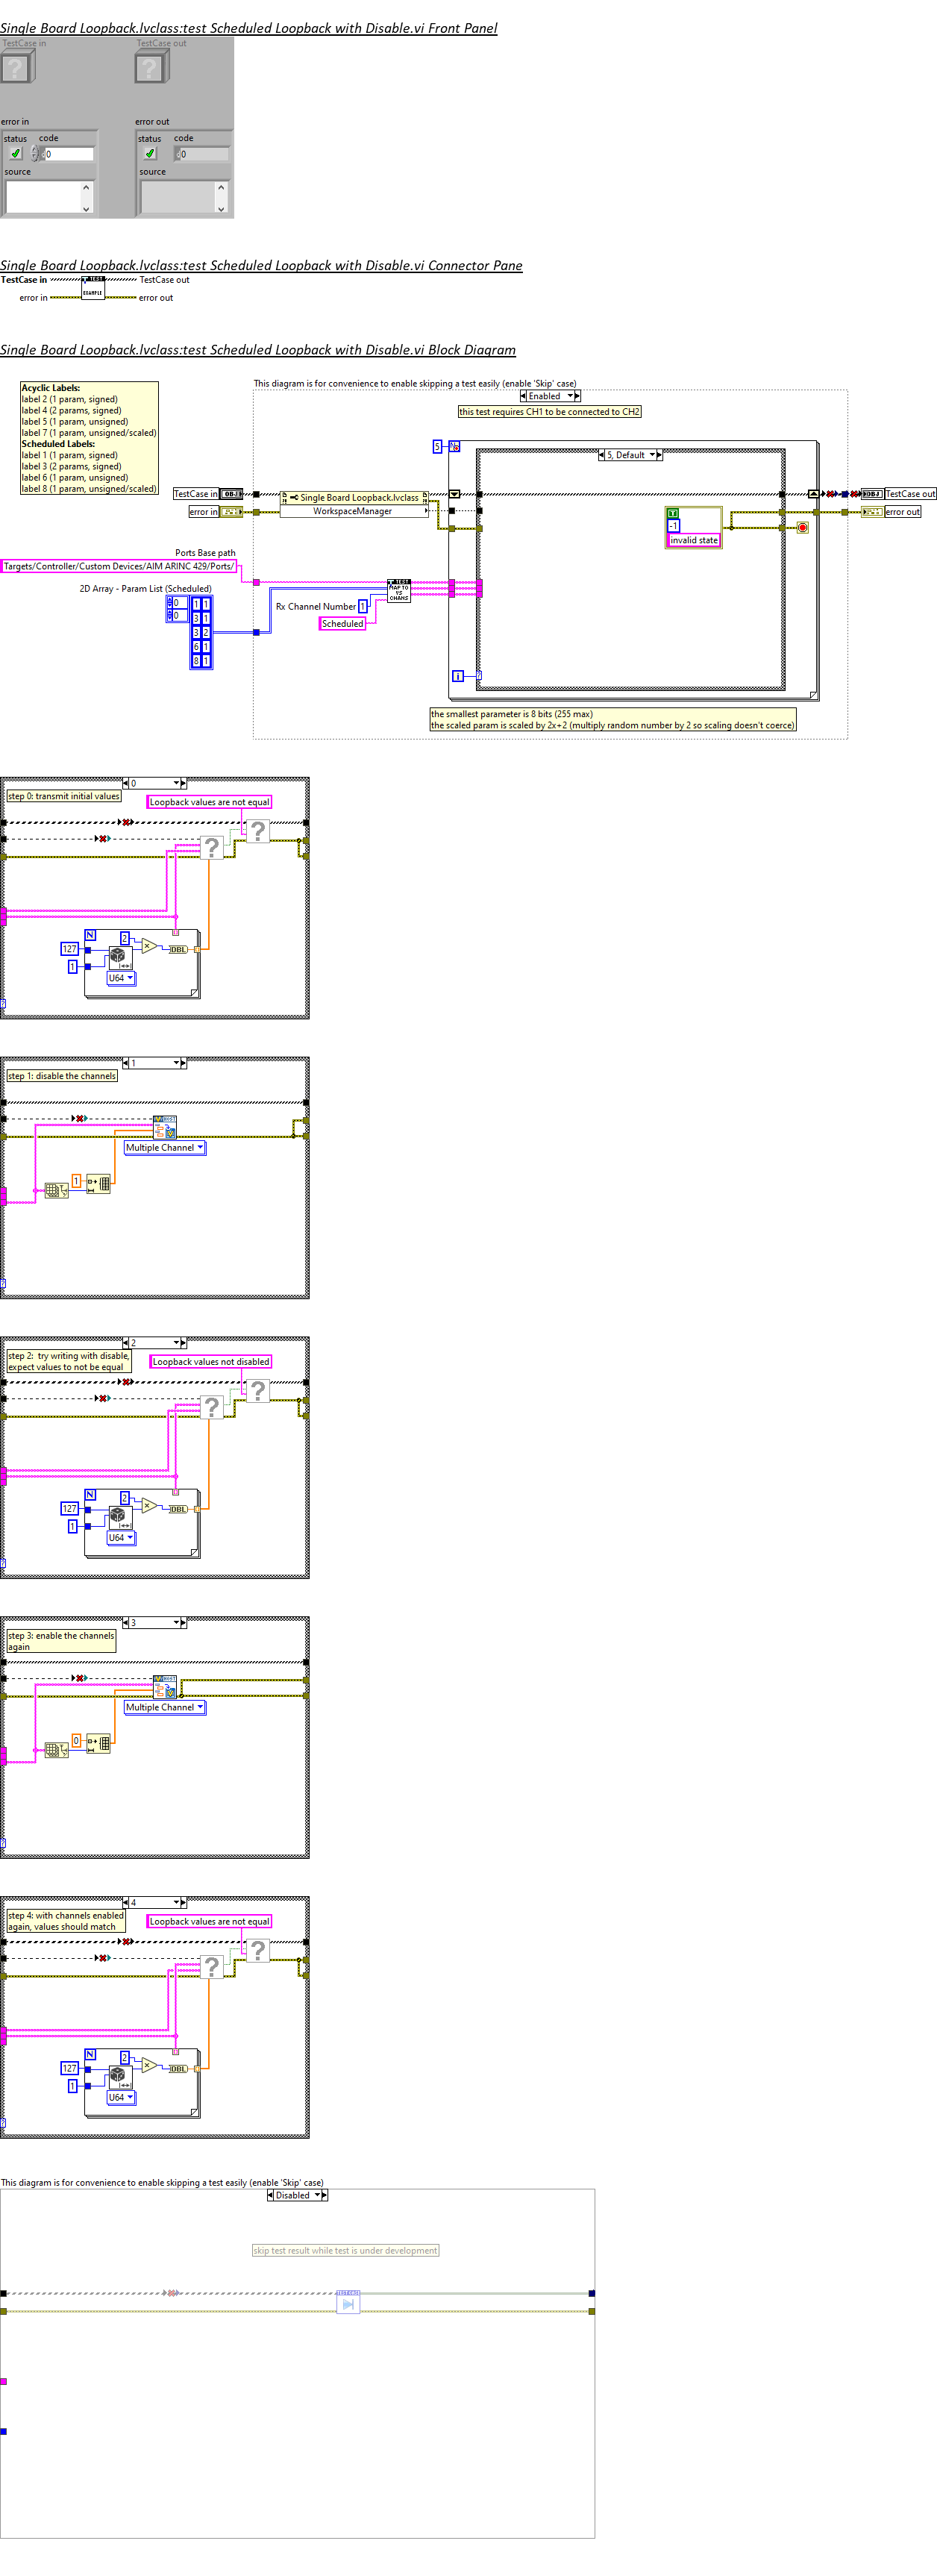 Single Board Loopback.lvclass:test Scheduled Loopback with Disable.vi Front Panel
TestCase in
TestCase out
error in
error out
status
code
status
code
0
0
source
source
Single Board Loopback.lvclass:test Scheduled Loopback with Disable.vi Connector Pane
TestCase in
TEST
TestCase out
error in
EXAMPLE
error out
Single Board Loopback.lvclass:test Scheduled Loopback with Disable.vi Block Diagram
Acyclic Labels:
label 2 (1 param, signed)
label 4 (2 params, signed)
label 5 (1 param, unsigned)
label 7 (1 param, unsigned/scaled)
Scheduled Labels:
label 1 (1 param, signed)
label 3 (2 params, signed)
label 6 (1 param, unsigned)
label 8 (1 param, unsigned/scaled)
This diagram is for convenience to enable skipping a test easily (enable 'Skip' case)
Enabled
this test requires CH1 to be connected to CH2
5
5, Default
TestCase in
OBJ
Single Board Loopback.lvclass
WorkspaceManager
OBJ
TestCase out
error in
error out
T
-1
invalid state
Ports Base path
Targets/Controller/Custom Devices/AIM ARINC 429/Ports/
2D Array - Param List (Scheduled)
0
0
1 1
3 1
3 2
6 1
8 1
TEST
MAP TO
VS
CHANS
Rx Channel Number
1
Scheduled
i
the smallest parameter is 8 bits (255 max)
the scaled param is scaled by 2x+2 (multiply random number by 2 so scaling doesn't coerce)
0
step 0: transmit initial values
Loopback values are not equal
?
?
N
127
2
x
DBL
1
U64
1
step 1: disable the channels
HOST
Multiple Channel
1
2
step 2: try writing with disable,
expect values to not be equal
Loopback values not disabled
?
?
N
127
2
x
DBL
1
U64
3
step 3: enable the channels
again
HOST
Multiple Channel
0
4
step 4: with channels enabled
again, values should match
Loopback values are not equal
?
?
N
127
2
x
DBL
1
U64
This diagram is for convenience to enable skipping a test easily (enable 'Skip' case)
Disabled
skip test result while test is under development